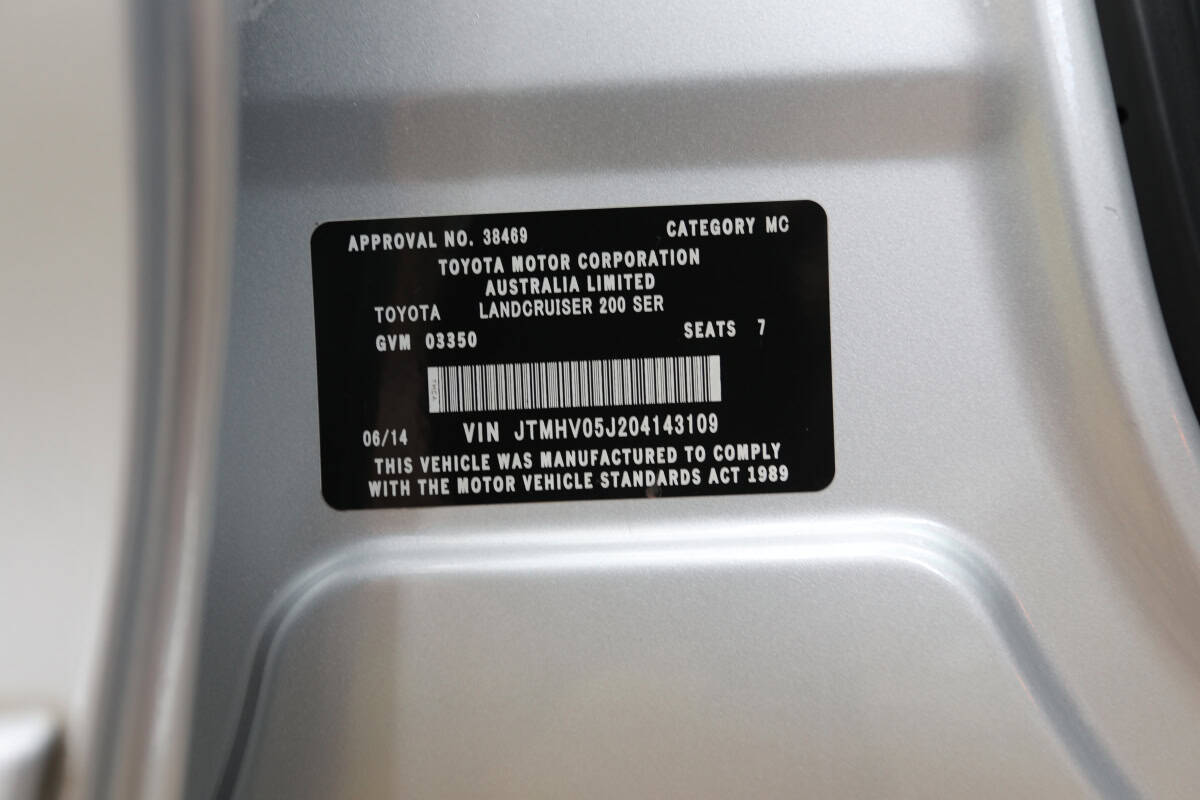 APPROVAL NO. 38469 CATEGORY MC
TOYOTA MOTOR CORPORATION
AUSTRALIA LIMITED
TOYOTA LANDCRUISER 200 SER
GVM 03350 SEATS 7
06/14 VIN JTMHV05J204143109
THIS VEHICLE WAS MANUFACTURED TO COMPLY
WITH THE MOTOR VEHICLE STANDARDS ACT 1989